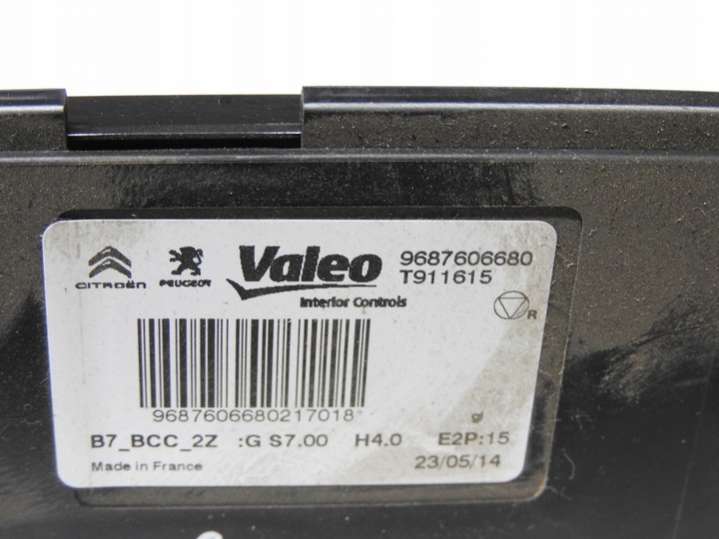 CITROËN PEUGEOT Valeo 9687606680
T911615
Interior Controls
R
9687606680217018
B7_BCC_2Z :G S7.00 H4.0 E2P:15
Made in France 23/05/14